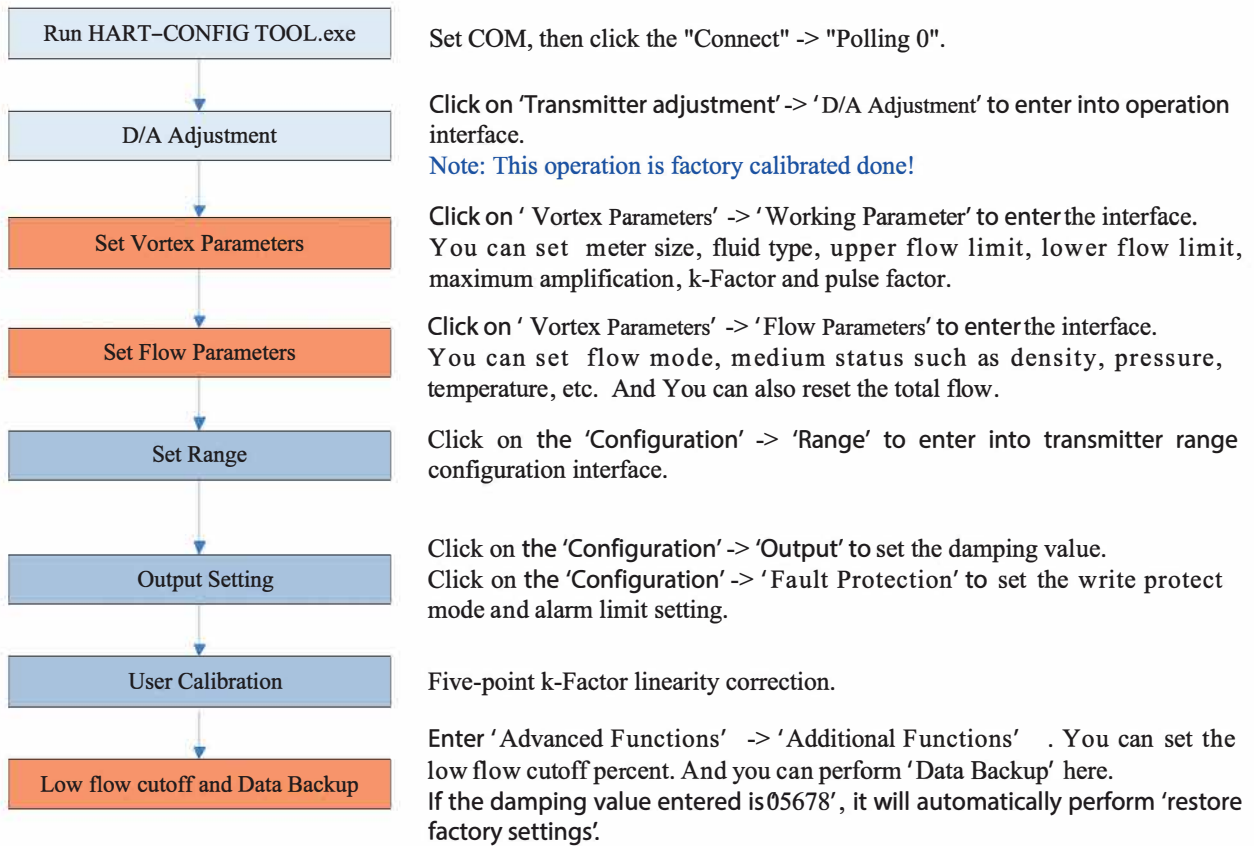 Run HART-CONFIG TOOL.exe
Set COM, then click the "Connect" -> "Polling 0".
D/A Adjustment
Click on 'Transmitter adjustment' -> 'D/A Adjustment' to enter into operation
interface.
Note: This operation is factory calibrated done!
Set Vortex Parameters
Click on ' Vortex Parameters' -> 'Working Parameter' to enter the interface.
You can set meter size, fluid type, upper flow limit, lower flow limit,
maximum amplification, k-Factor and pulse factor.
Set Flow Parameters
Click on ' Vortex Parameters' -> 'Flow Parameters' to enter the interface.
You can set flow mode, medium status such as density, pressure,
temperature, etc. And You can also reset the total flow.
Set Range
Click on the 'Configuration' -> 'Range' to enter into transmitter range
configuration interface.
Output Setting
Click on the 'Configuration' -> 'Output' to set the damping value.
Click on the 'Configuration' -> 'Fault Protection' to set the write protect
mode and alarm limit setting.
User Calibration
Five-point k-Factor linearity correction.
Low flow cutoff and Data Backup
Enter 'Advanced Functions' -> 'Additional Functions' . You can set the
low flow cutoff percent. And you can perform 'Data Backup' here.
If the damping value entered is '05678', it will automatically perform 'restore
factory settings'.